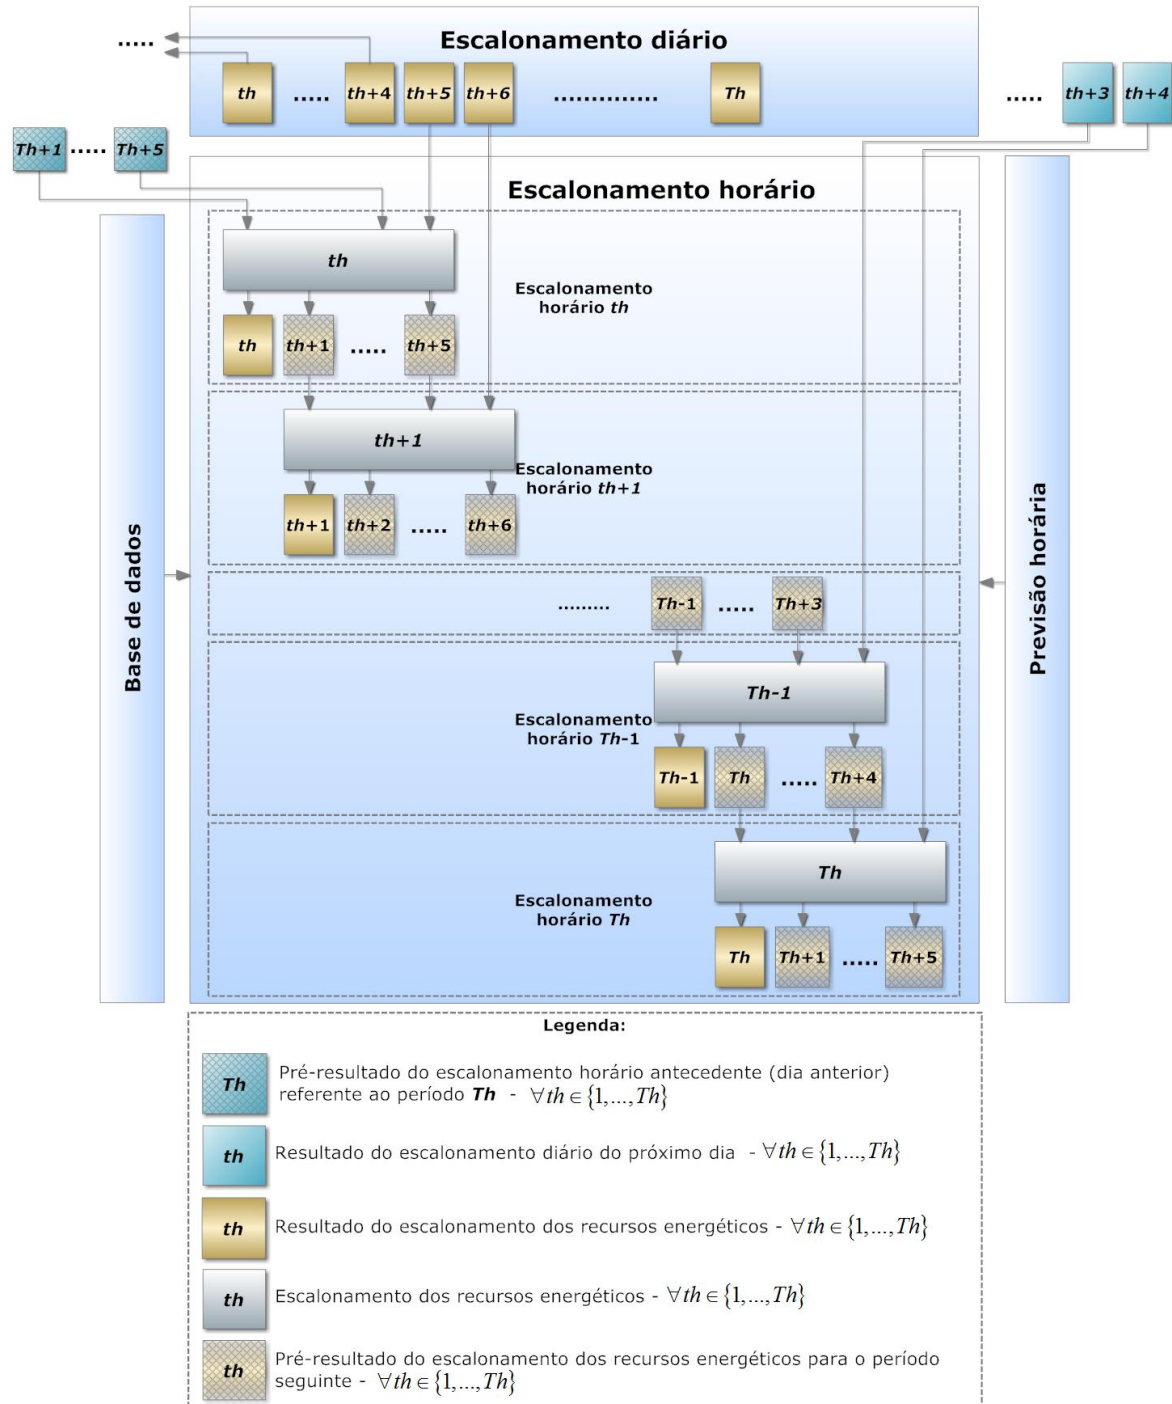 Escalonamento diário
.....
th ..... th+4 th+5 th+6 .............. Th
..... th+3 th+4
Th+1 ..... Th+5
Escalonamento horário
Base de dados
Previsão horária
th
Escalonamento
horário th
th th+1 ..... th+5
th+1
Escalonamento
horário th+1
th+1 th+2 ..... th+6
......... Th-1 ..... Th+3
Th-1
Escalonamento
horário Th-1
Th-1 Th ..... Th+4
Th
Escalonamento
horário Th
Th Th+1 ..... Th+5
Legenda:
Th Pré-resultado do escalonamento horário antecedente (dia anterior)
referente ao período Th - ∀th∈{1,...,Th}
th Resultado do escalonamento diário do próximo dia - ∀th∈{1,...,Th}
th Resultado do escalonamento dos recursos energéticos - ∀th∈{1,...,Th}
th Escalonamento dos recursos energéticos - ∀th∈{1,...,Th}
th Pré-resultado do escalonamento dos recursos energéticos para o período
seguinte - ∀th∈{1,...,Th}